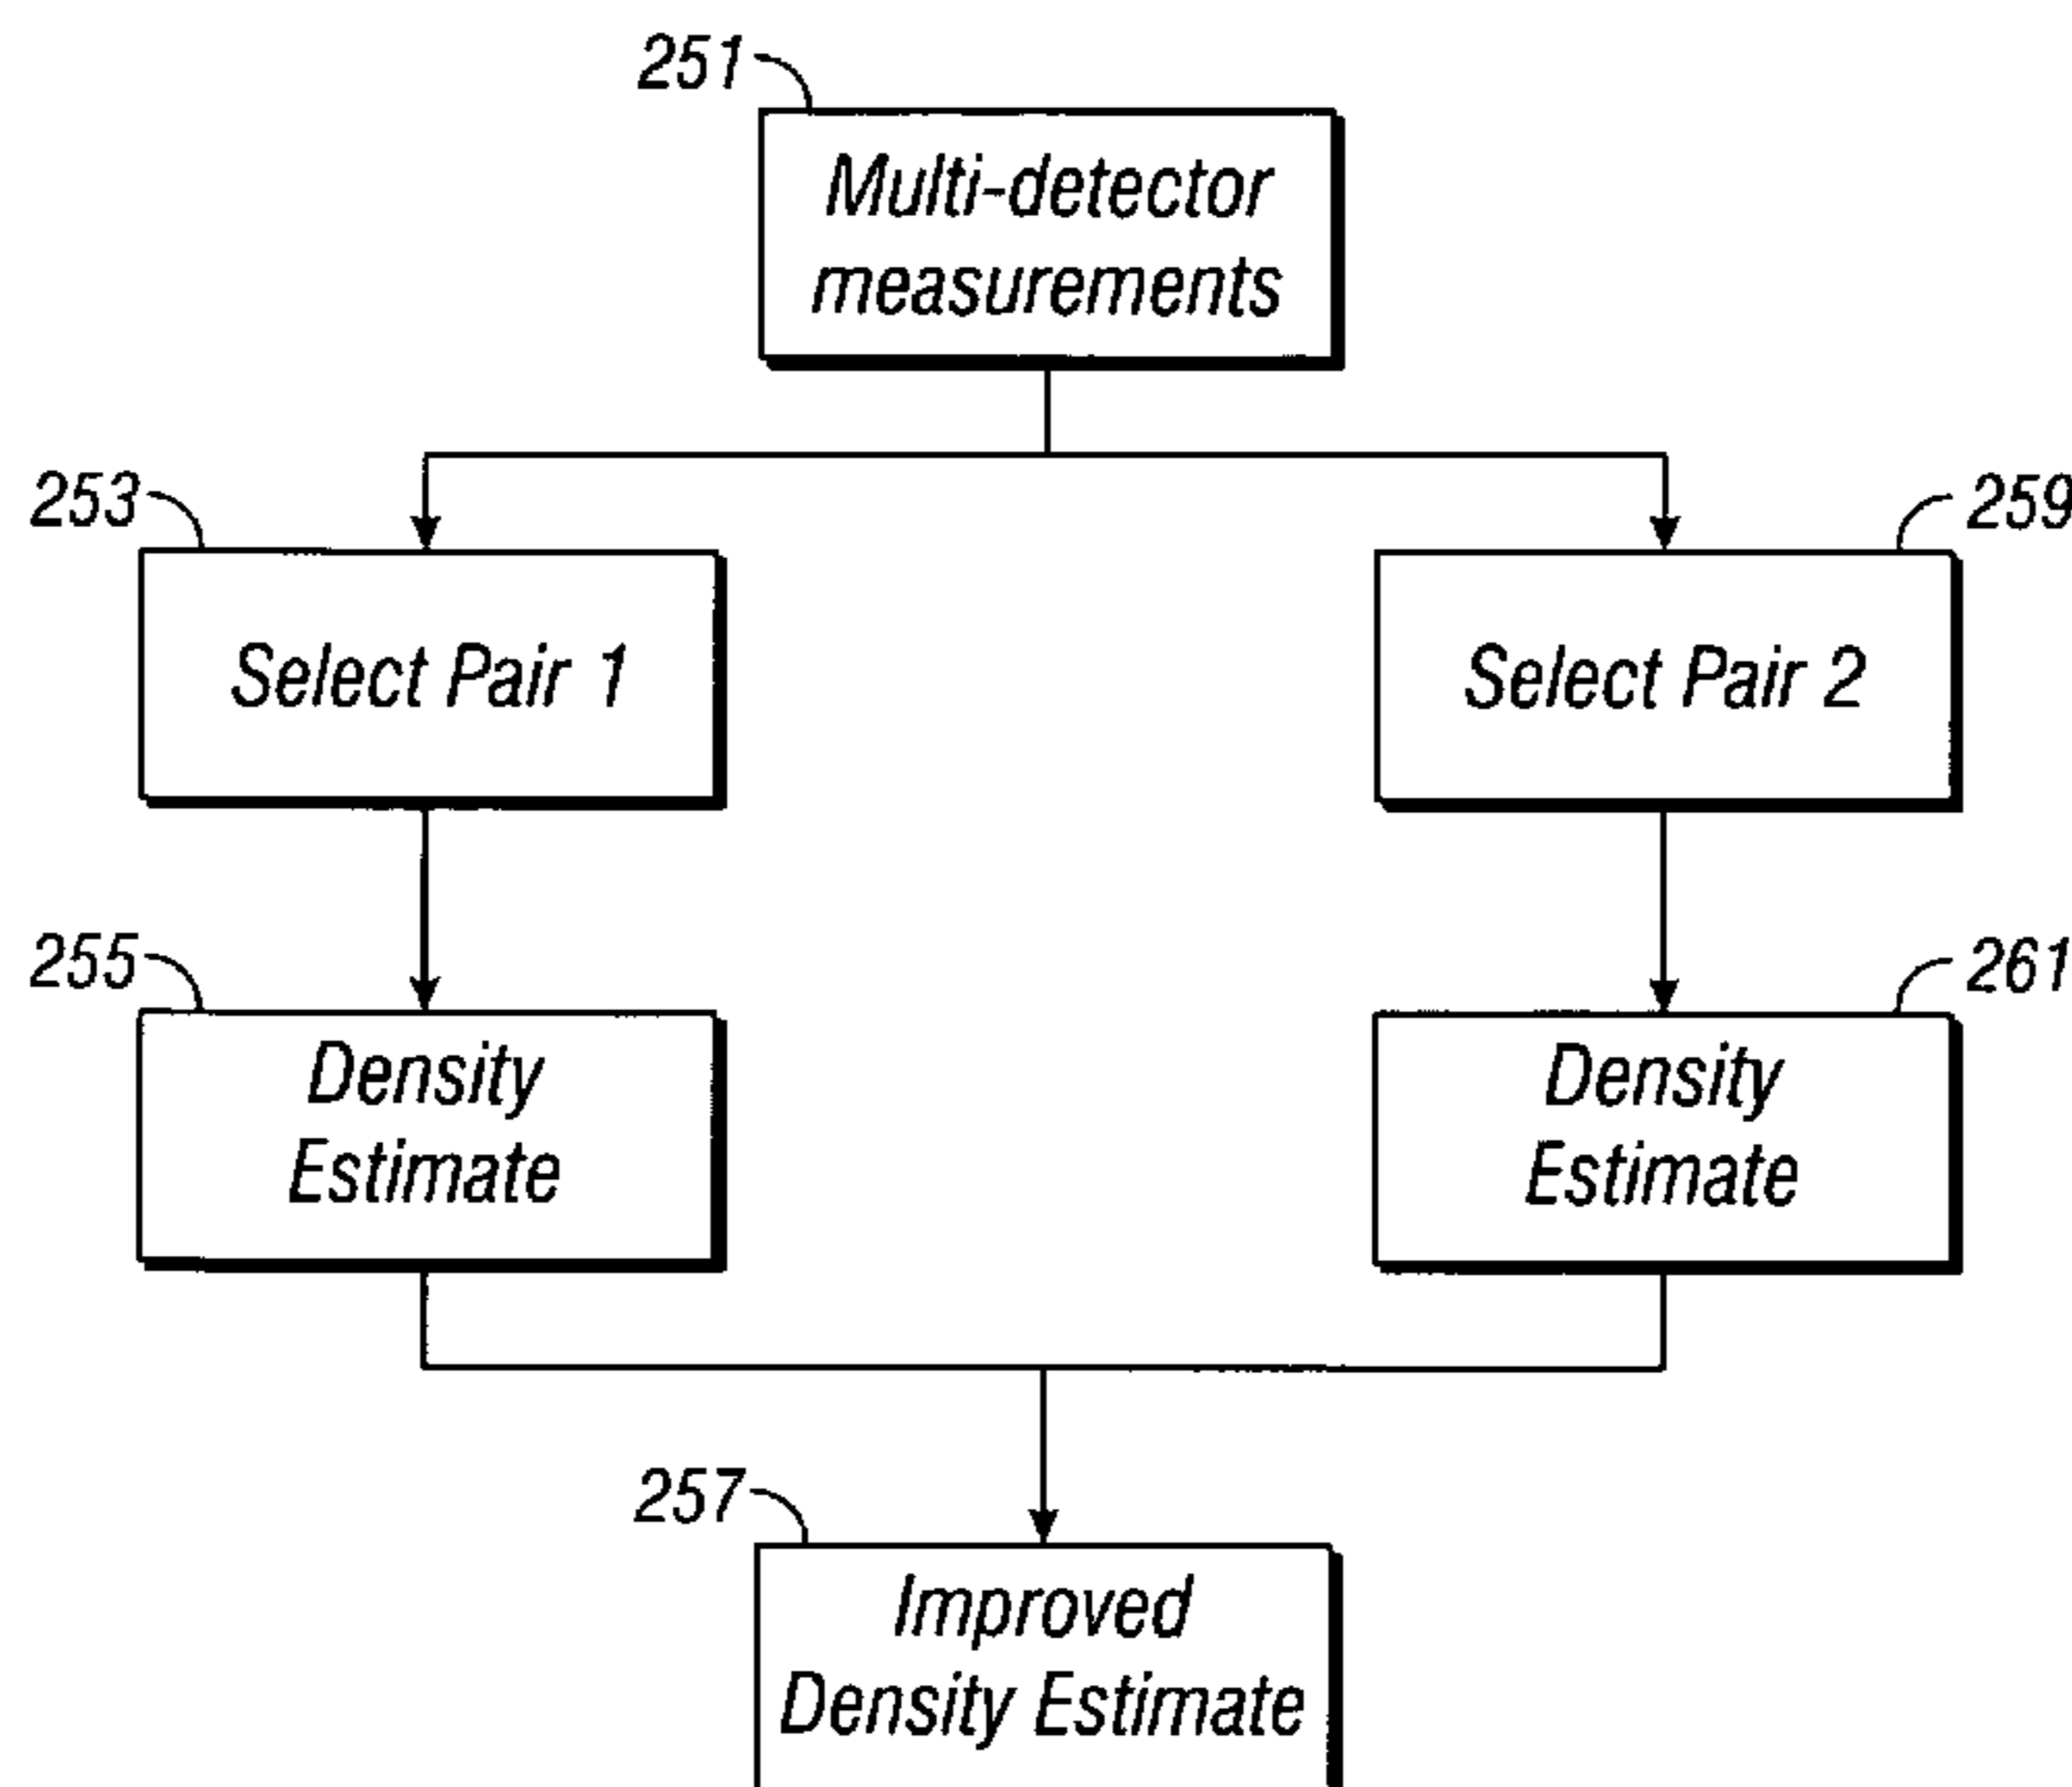 251
Multi-detector
measurements
253
259
Select Pair 1
Select Pair 2
255
261
Density
Estimate
Density
Estimate
257
Improved
Density Estimate